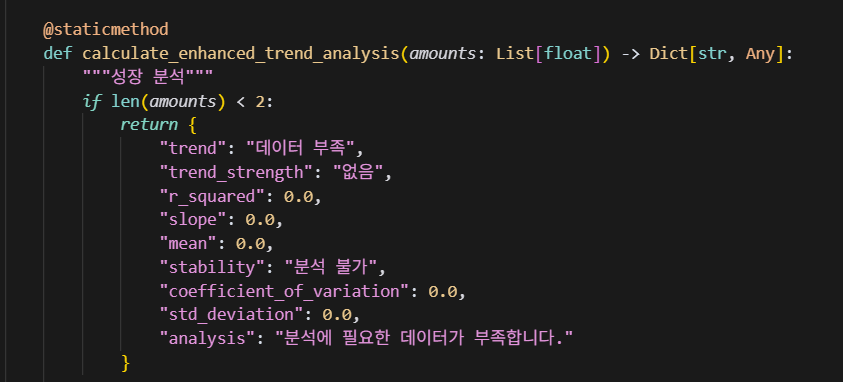 @staticmethod
def calculate_enhanced_trend_analysis(amounts: List[float]) -> Dict[str, Any]:
    """성장 분석"""
    if len(amounts) < 2:
        return {
            "trend": "데이터 부족",
            "trend_strength": "없음",
            "r_squared": 0.0,
            "slope": 0.0,
            "mean": 0.0,
            "stability": "분석 불가",
            "coefficient_of_variation": 0.0,
            "std_deviation": 0.0,
            "analysis": "분석에 필요한 데이터가 부족합니다."
        }